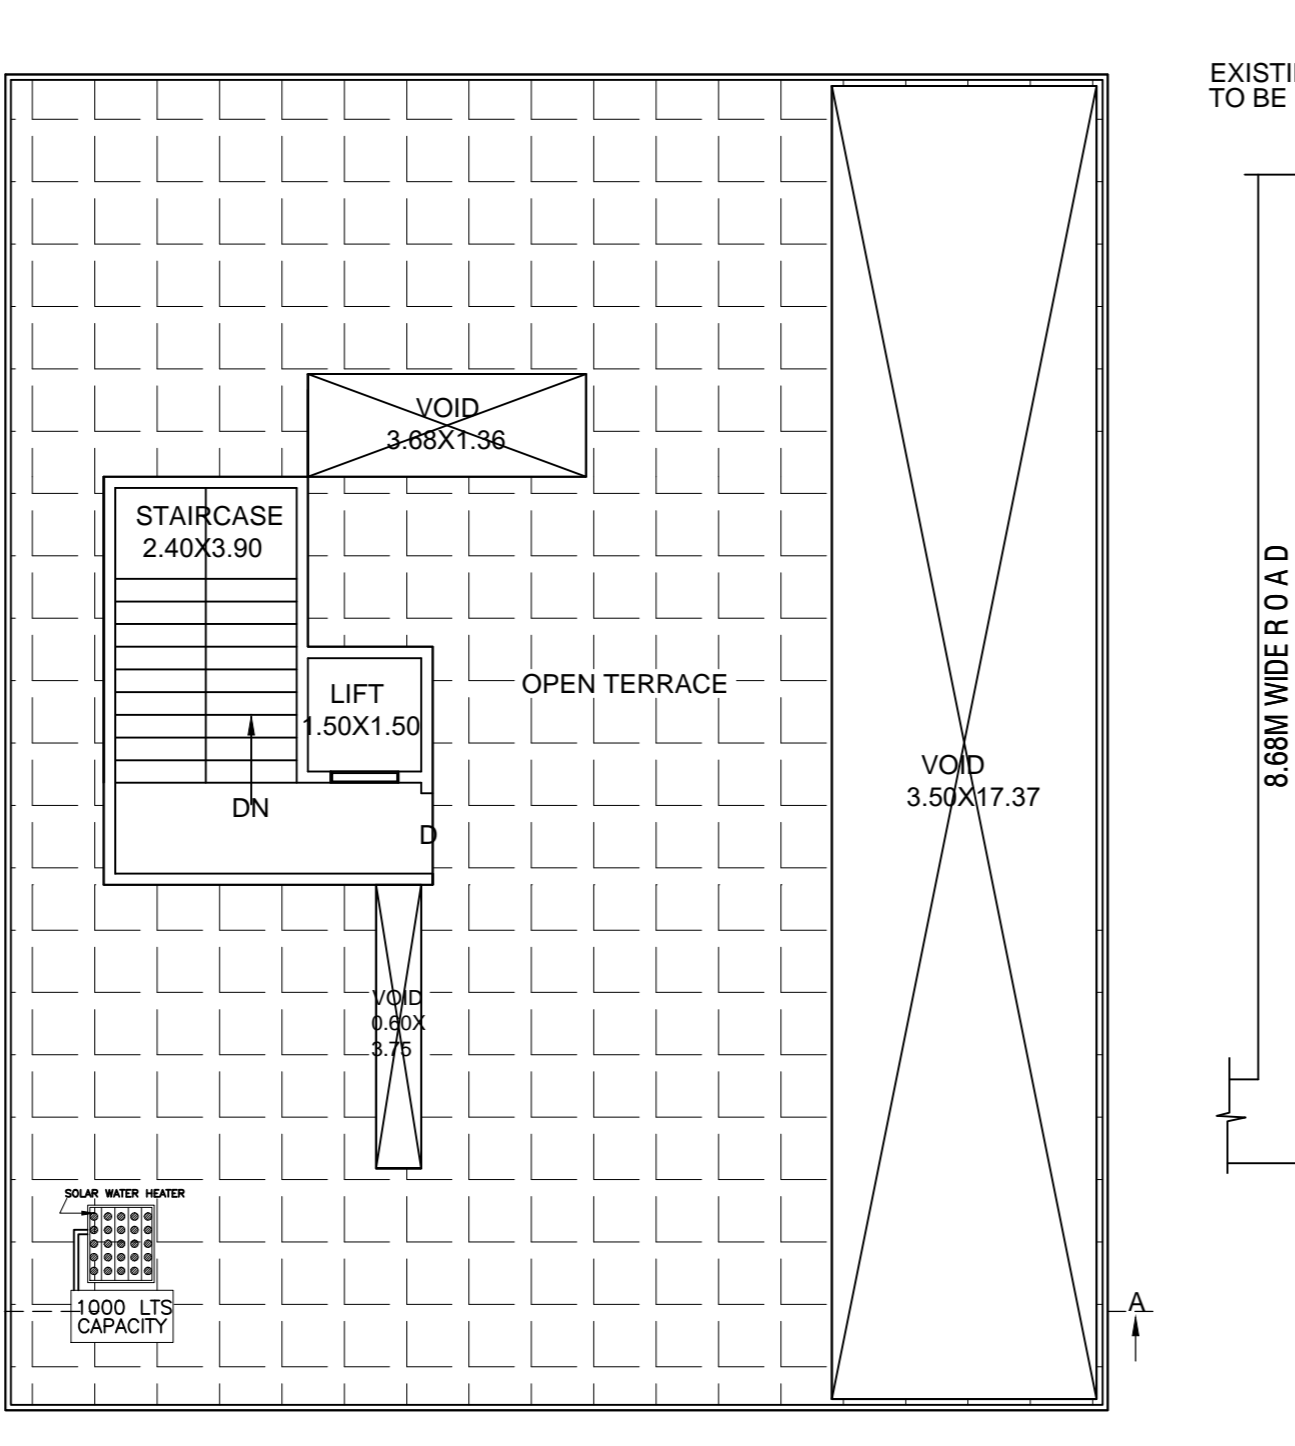 EXISTI
TO BE
VOID
3.68X1.36
STAIRCASE
2.40X3.90
LIFT
1.50X1.50
OPEN TERRACE
DN
D
VOID
3.50X17.37
8.68M WIDE R O A D
VOID
0.60X
3.75
SOLAR WATER HEATER
1000 LTS
CAPACITY
A